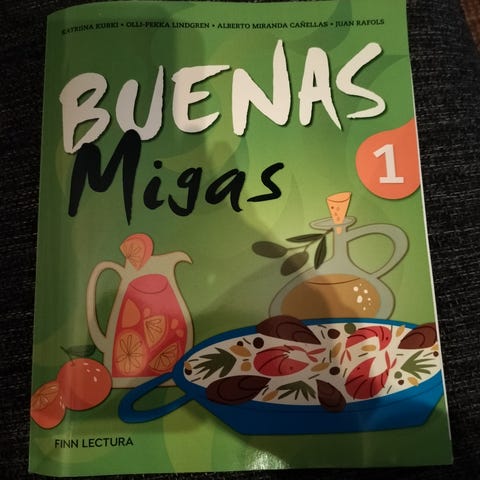 KATRIINA KURKI • OLLI-PEKKA LINDGREN • ALBERTO MIRANDA CAÑELLAS • JUAN RAFOLS
BUENAS
Migas
1
FINN LECTURA